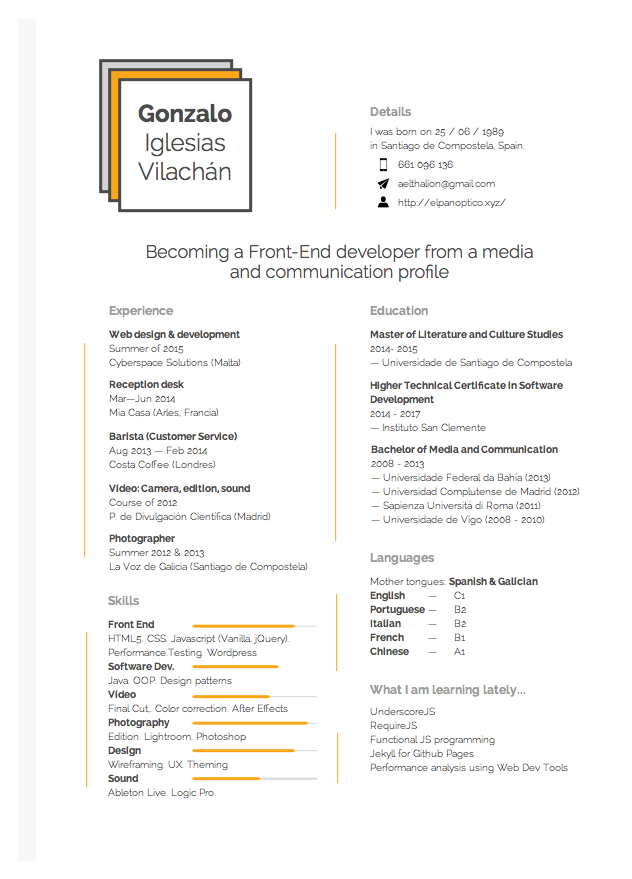 Gonzalo
Iglesias
Vilachán
Details
I was born on 25 / 06 / 1989
in Santiago de Compostela, Spain.
661 096 136
aelthalion@gmail.com
http://elpanoptico.xyz/
Becoming a Front-End developer from a media
and communication profile
Experience
Web design & development
Summer of 2015
Cyberspace Solutions (Malta)
Reception desk
Mar—Jun 2014
Mia Casa (Arles, Francia)
Barista (Customer Service)
Aug 2013 — Feb 2014
Costa Coffee (Londres)
Vídeo: Camera, edition, sound
Course of 2012
P. de Divulgación Científica (Madrid)
Photographer
Summer 2012 & 2013
La Voz de Galicia (Santiago de Compostela)
Skills
Front End
HTML5. CSS. Javascript (Vanilla, jQuery).
Performance.Testing. Wordpress
Software Dev.
Java. OOP. Design patterns
Vídeo
Final Cut.. Color correction. After Effects
Photography
Edition. Lightroom. Photoshop
Design
Wireframing. UX. Theming
Sound
Ableton Live. Logic Pro.
Education
Master of Literature and Culture Studies
2014- 2015
— Universidade de Santiago de Compostela
Higher Technical Certificate in Software
Development
2014 - 2017
— Instituto San Clemente
Bachelor of Media and Communication
2008 - 2013
— Universidade Federal da Bahía (2013)
— Universidad Complutense de Madrid (2012)
— Sapienza Università di Roma (2011)
— Universidade de Vigo (2008 - 2010)
Languages
Mother tongues: Spanish & Galician
English — C1
Portuguese — B2
Italian — B2
French — B1
Chinese — A1
What I am learning lately...
UnderscoreJS
RequireJS
Functional JS programming
Jekyll for Github Pages
Performance analysis using Web Dev Tools